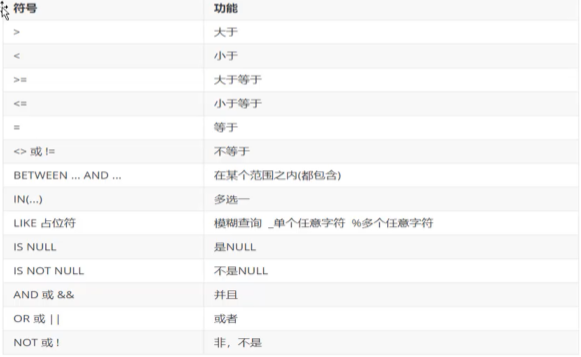 符号 功能
> 大于
< 小于
>= 大于等于
<= 小于等于
= 等于
<> 或 != 不等于
BETWEEN ... AND ... 在某个范围之内(都包含)
IN(...) 多选一
LIKE 占位符 模糊查询 _单个任意字符 %多个任意字符
IS NULL 是NULL
IS NOT NULL 不是NULL
AND 或 && 并且
OR 或 || 或者
NOT 或 ! 非，不是